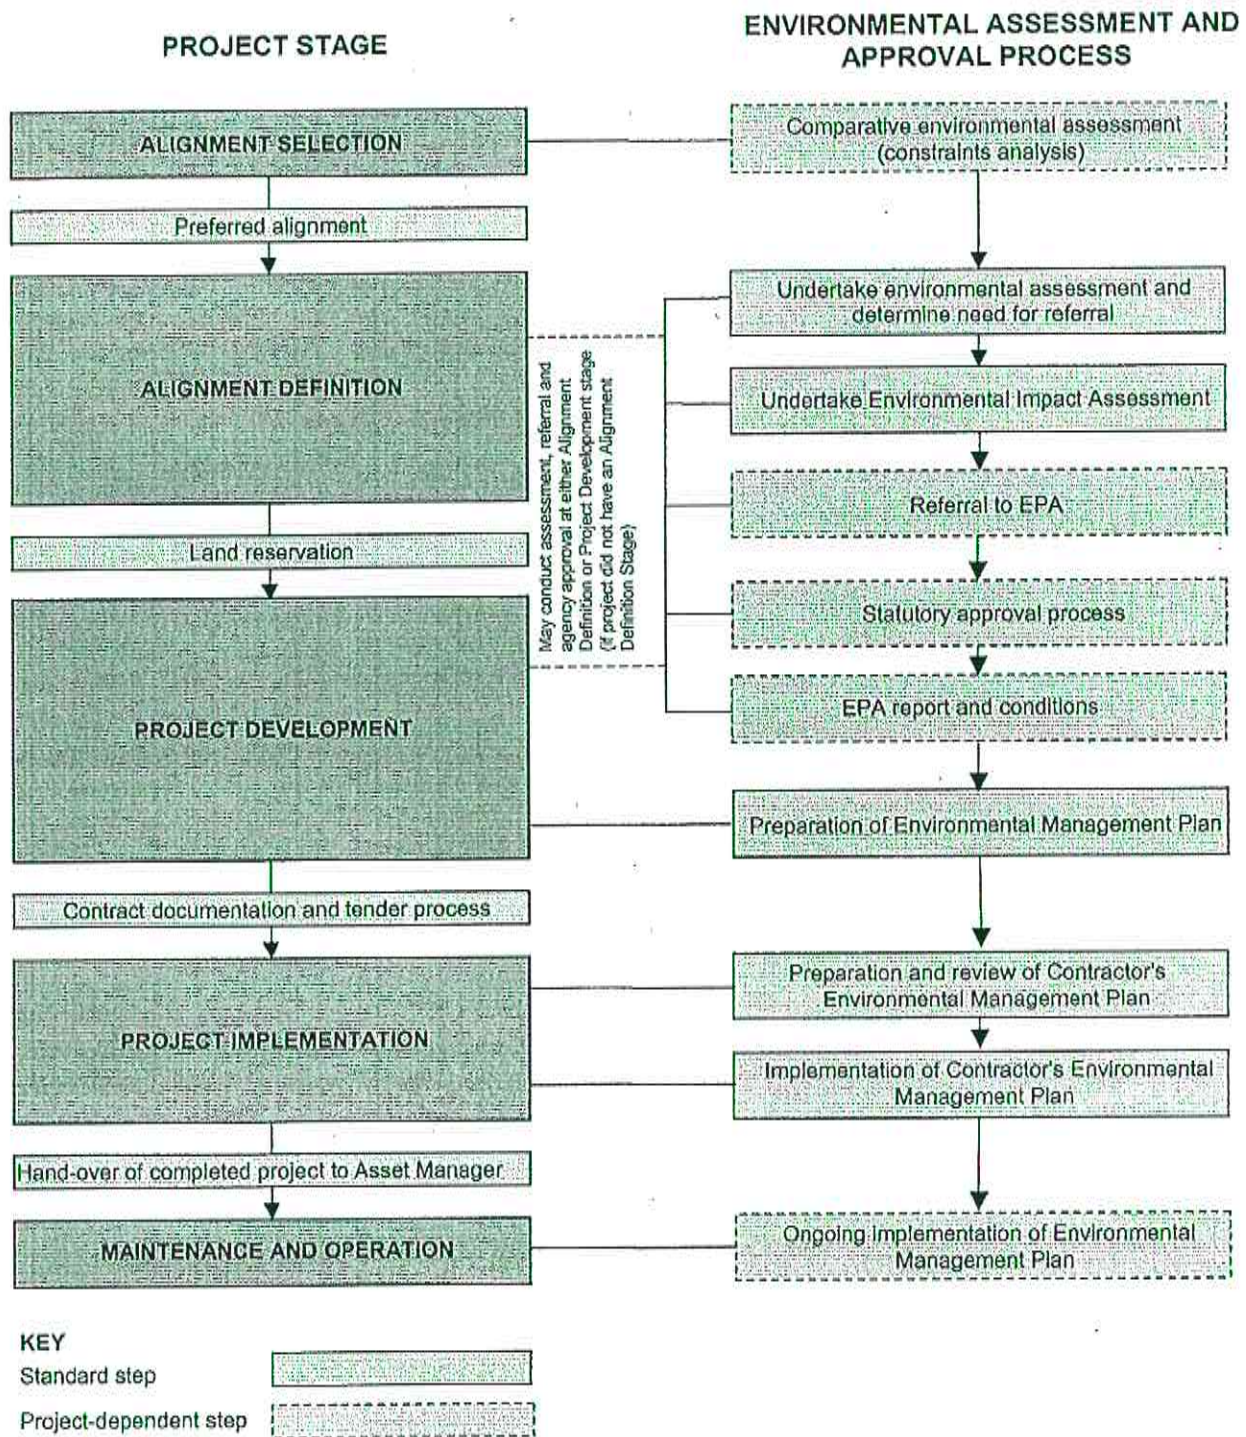 PROJECT STAGE
ENVIRONMENTAL ASSESSMENT AND
APPROVAL PROCESS
ALIGNMENT SELECTION
Comparative environmental assessment
(constraints analysis)
Preferred alignment
ALIGNMENT DEFINITION
Undertake environmental assessment and
determine need for referral
Undertake Environmental Impact Assessment
May conduct assessment, referral and
agency approval at either Alignment
Definition or Project Development stage
(if project did not have an Alignment
Definition Stage)
Referral to EPA
Land reservation
Statutory approval process
PROJECT DEVELOPMENT
EPA report and conditions
Preparation of Environmental Management Plan
Contract documentation and tender process
PROJECT IMPLEMENTATION
Preparation and review of Contractor's
Environmental Management Plan
Implementation of Contractor's Environmental
Management Plan
Hand-over of completed project to Asset Manager
MAINTENANCE AND OPERATION
Ongoing Implementation of Environmental
Management Plan
KEY
Standard step
Project-dependent step